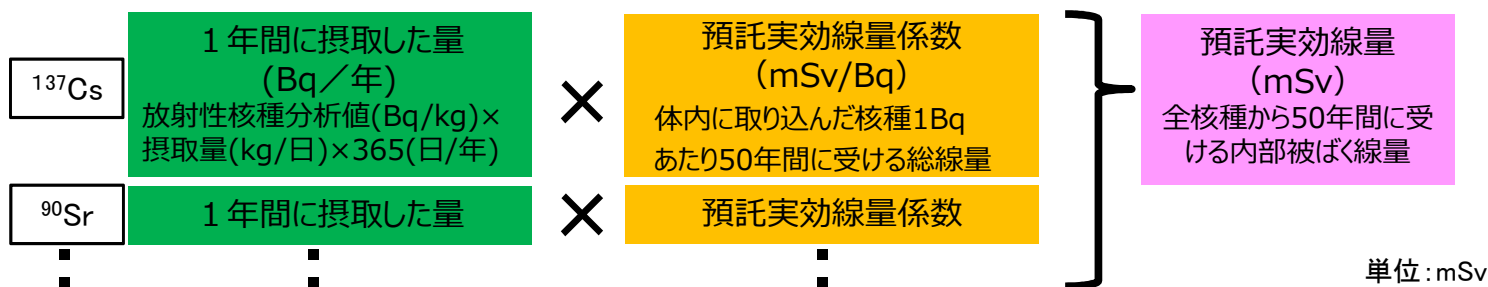 137Cs
1年間に摂取した量
(Bq/年)
放射性核種分析値(Bq/kg)×
摂取量(kg/日)×365(日/年)
×
預託実効線量係数
(mSv/Bq)
体内に取り込んだ核種1Bq
あたり50年間に受ける総線量
預託実効線量
(mSv)
全核種から50年間に受
ける内部被ばく線量
90Sr
1年間に摂取した量
×
預託実効線量係数
単位:mSv